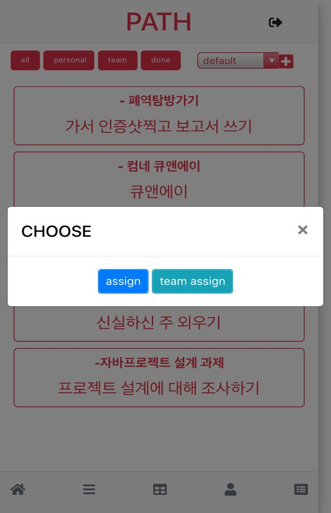 PATH
all personal team done default
- 폐역탐방가기
가서 인증샷찍고 보고서 쓰기
- 컴네 큐앤에이
큐앤에이
CHOOSE ×
assign team assign
신실하신 주 외우기
-자바프로젝트 설계 과제
프로젝트 설계에 대해 조사하기